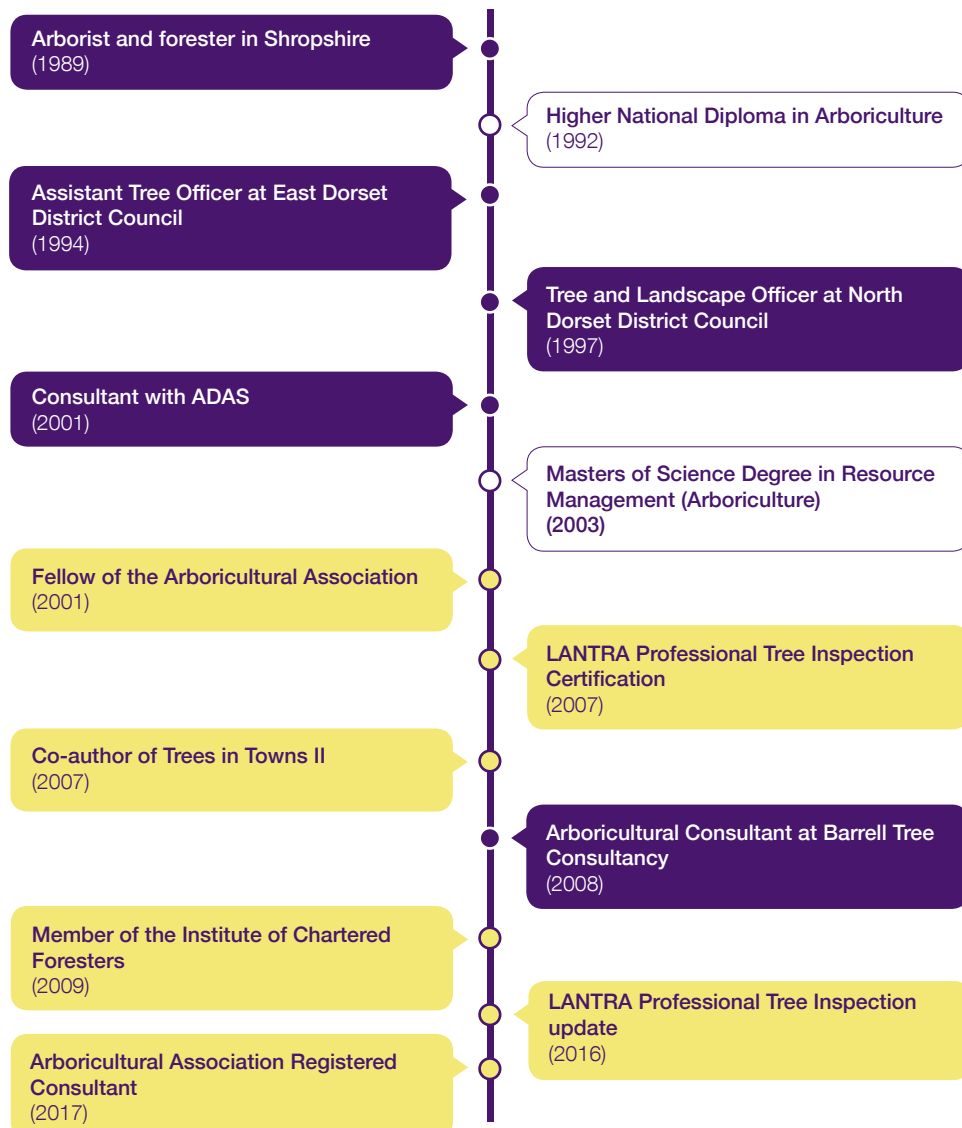 Arborist and forester in Shropshire
(1989)
Higher National Diploma in Arboriculture
(1992)
Assistant Tree Officer at East Dorset
District Council
(1994)
Tree and Landscape Officer at North
Dorset District Council
(1997)
Consultant with ADAS
(2001)
Masters of Science Degree in Resource
Management (Arboriculture)
(2003)
Fellow of the Arboricultural Association
(2001)
LANTRA Professional Tree Inspection
Certification
(2007)
Co-author of Trees in Towns II
(2007)
Arboricultural Consultant at Barrell Tree
Consultancy
(2008)
Member of the Institute of Chartered
Foresters
(2009)
LANTRA Professional Tree Inspection
update
(2016)
Arboricultural Association Registered
Consultant
(2017)